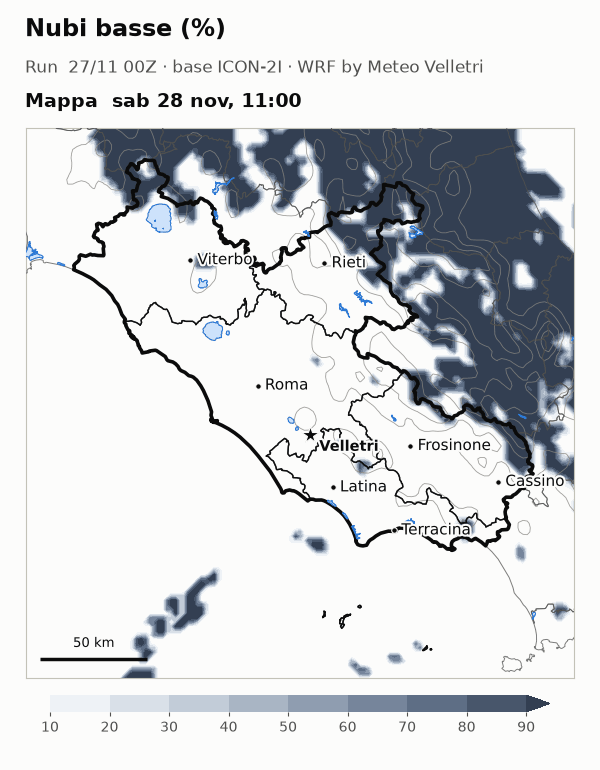 Nubi basse (%)
Run  27/11 00Z · base ICON-2I · WRF by Meteo Velletri
Mappa  sab 28 nov, 11:00
Viterbo
Rieti
Roma
Velletri
Frosinone
Latina
Cassino
Terracina
50 km
10 20 30 40 50 60 70 80 90